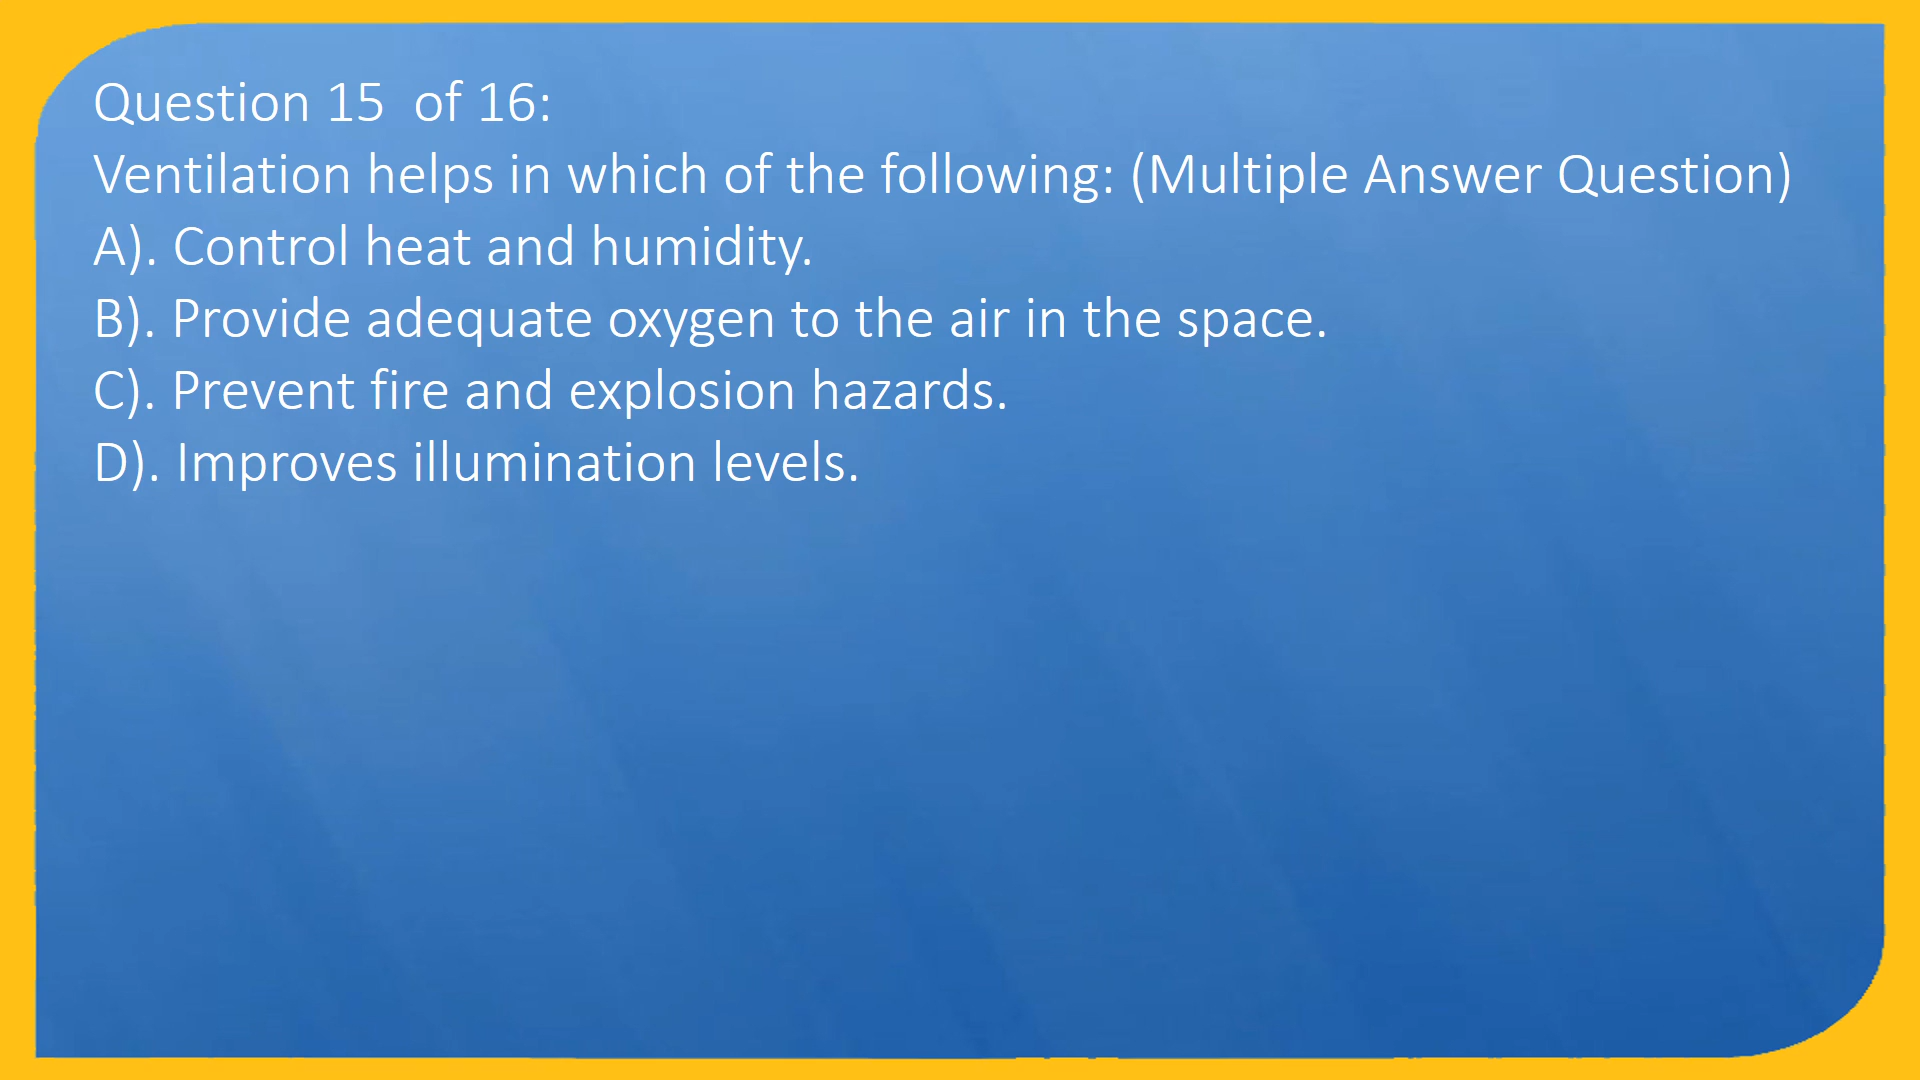 Question 15  of 16:
Ventilation helps in which of the following: (Multiple Answer Question)
A). Control heat and humidity.
B). Provide adequate oxygen to the air in the space.
C). Prevent fire and explosion hazards.
D). Improves illumination levels.